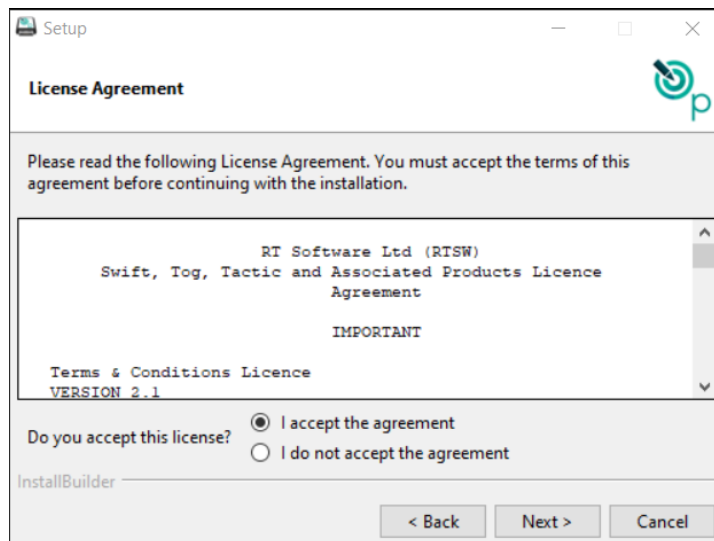 Setup
License Agreement
p
Please read the following License Agreement. You must accept the terms of this
agreement before continuing with the installation.
RT Software Ltd (RTSW)
Swift, Tog, Tactic and Associated Products Licence
Agreement
IMPORTANT
Terms & Conditions Licence
VERSION 2.1
Do you accept this license?
I accept the agreement
I do not accept the agreement
InstallBuilder
< Back
Next >
Cancel